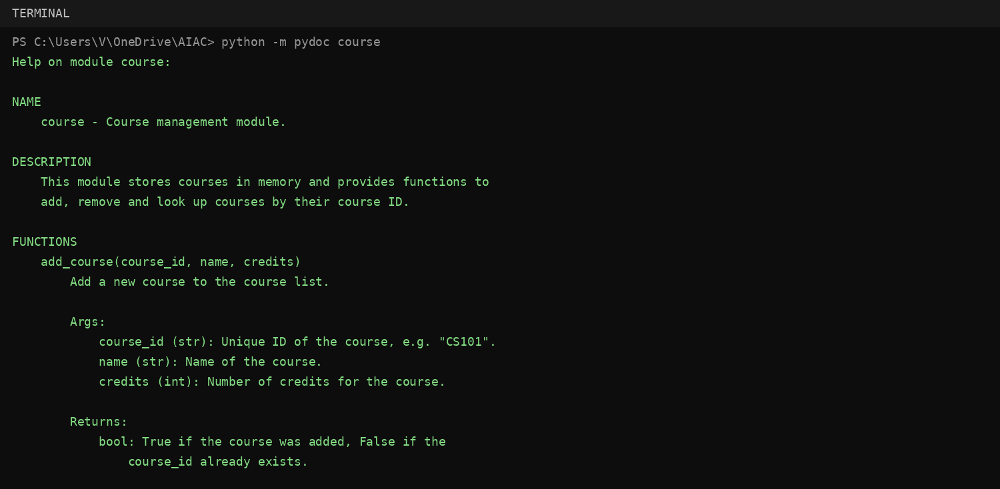 TERMINAL
PS C:\Users\V\OneDrive\AIAC> python -m pydoc course
Help on module course:

NAME
    course - Course management module.

DESCRIPTION
    This module stores courses in memory and provides functions to
    add, remove and look up courses by their course ID.

FUNCTIONS
    add_course(course_id, name, credits)
        Add a new course to the course list.

        Args:
            course_id (str): Unique ID of the course, e.g. "CS101".
            name (str): Name of the course.
            credits (int): Number of credits for the course.

        Returns:
            bool: True if the course was added, False if the
                course_id already exists.